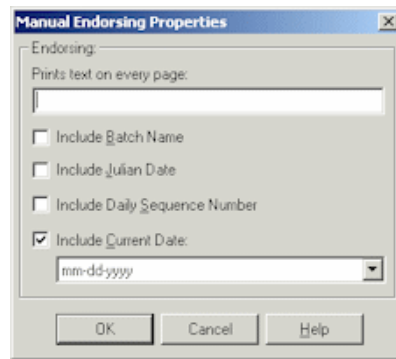 Manual Endorsing Properties
Endorsing:
Prints text on every page:
Include Batch Name
Include Julian Date
Include Daily Sequence Number
Include Current Date:
mm-dd-yyyy
OK Cancel Help